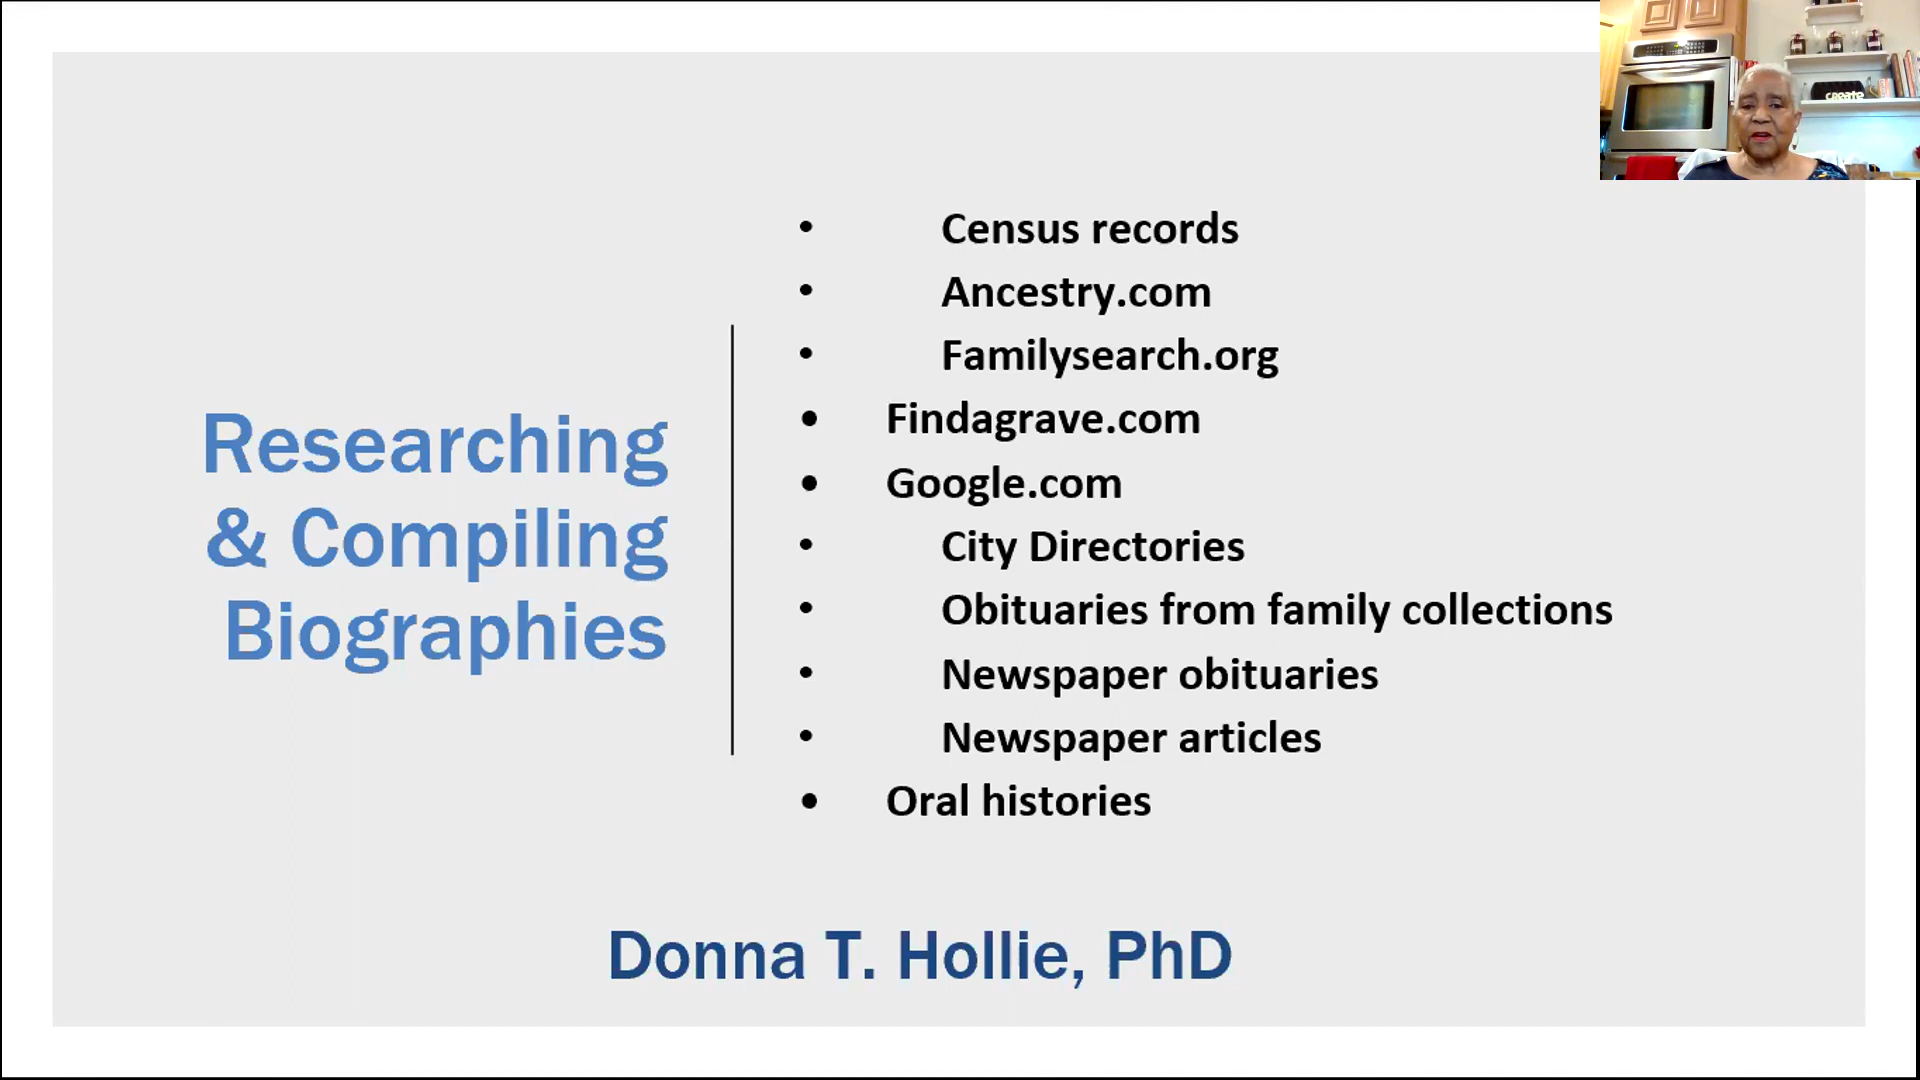 create
• Census records
• Ancestry.com
• Familysearch.org
• Findagrave.com
• Google.com
• City Directories
• Obituaries from family collections
• Newspaper obituaries
• Newspaper articles
• Oral histories
Researching
& Compiling
Biographies
Donna T. Hollie, PhD